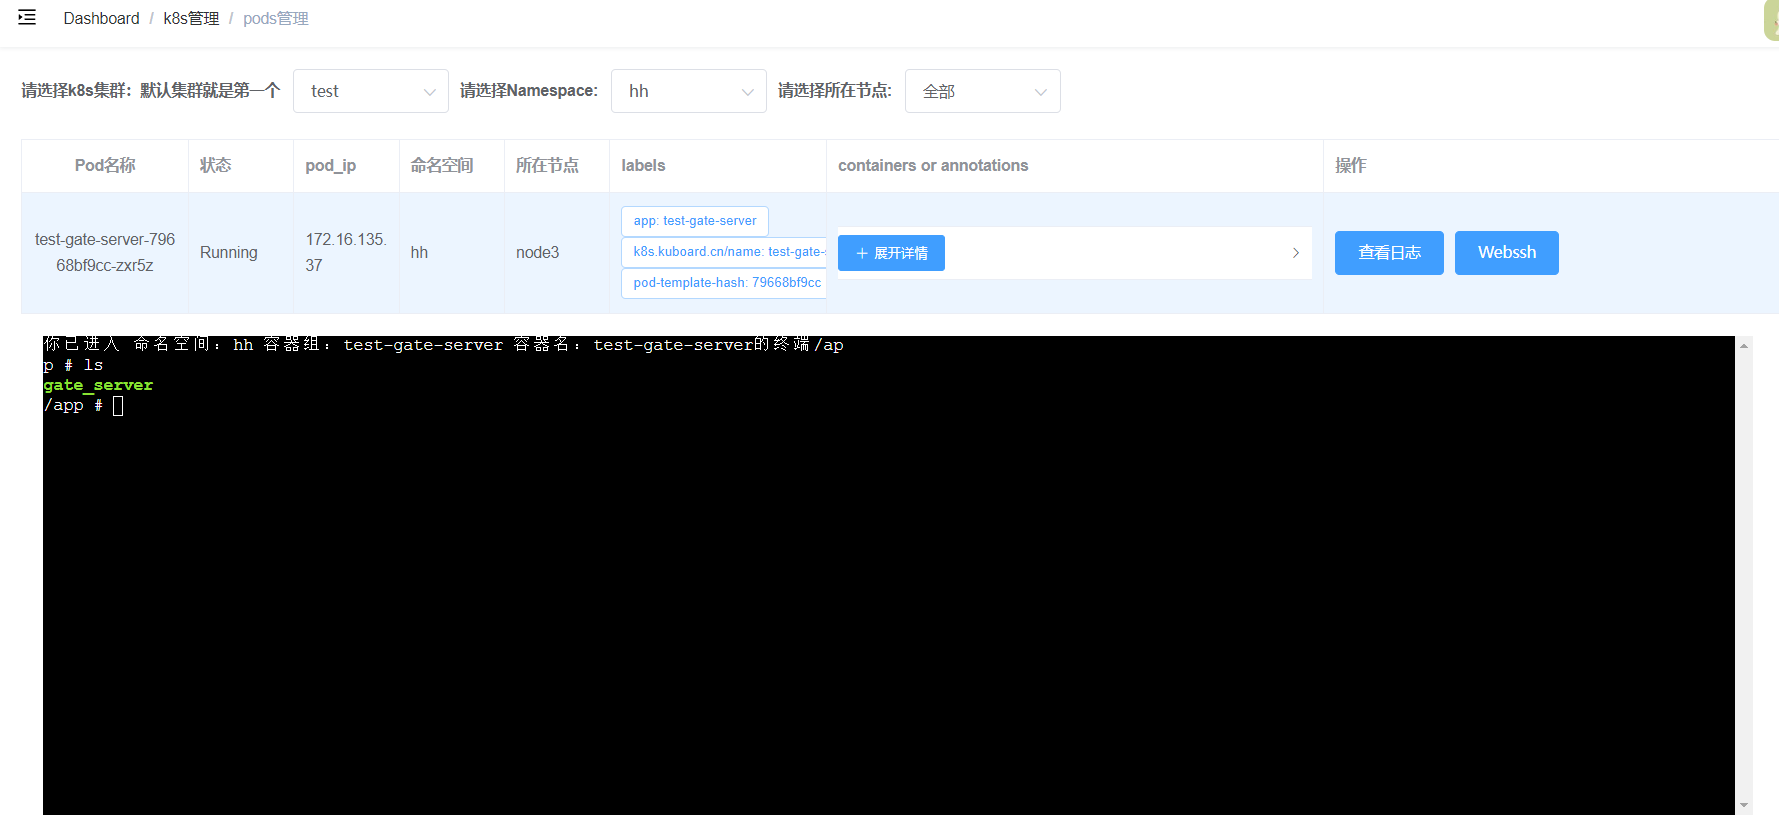 Dashboard / k8s管理 / pods管理
请选择k8s集群：默认集群就是第一个 test 请选择Namespace: hh 请选择所在节点: 全部
Pod名称 状态 pod_ip 命名空间 所在节点 labels containers or annotations 操作
test-gate-server-796
68bf9cc-zxr5z
Running
172.16.135.
37
hh
node3
app: test-gate-server
k8s.kuboard.cn/name: test-gate-
pod-template-hash: 79668bf9cc
+ 展开详情
查看日志 Webssh
你已进入 命名空间：hh 容器组：test-gate-server 容器名：test-gate-server的终端/ap
p # ls
gate_server
/app #